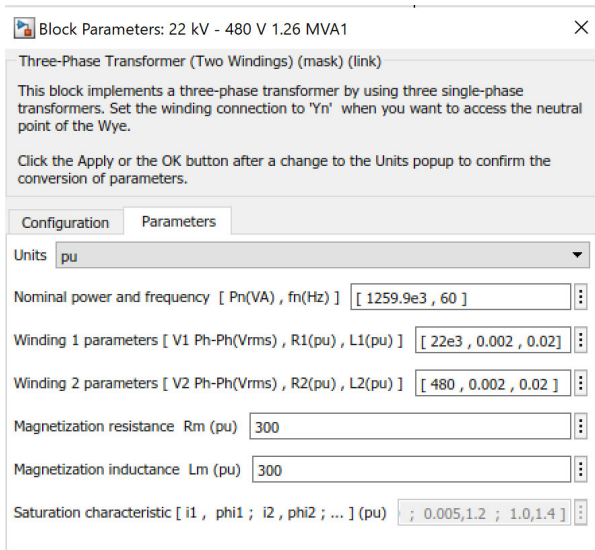 Block Parameters: 22 kV - 480 V 1.26 MVA1
Three-Phase Transformer (Two Windings) (mask) (link)
This block implements a three-phase transformer by using three single-phase
transformers. Set the winding connection to 'Yn' when you want to access the neutral
point of the Wye.
Click the Apply or the OK button after a change to the Units popup to confirm the
conversion of parameters.
Configuration Parameters
Units pu
Nominal power and frequency [ Pn(VA) , fn(Hz) ] [ 1259.9e3 , 60 ]
Winding 1 parameters [ V1 Ph-Ph(Vrms) , R1(pu) , L1(pu) ] [ 22e3 , 0.002 , 0.02]
Winding 2 parameters [ V2 Ph-Ph(Vrms) , R2(pu) , L2(pu) ] [ 480 , 0.002 , 0.02 ]
Magnetization resistance Rm (pu) 300
Magnetization inductance Lm (pu) 300
Saturation characteristic [ i1 , phi1 ; i2 , phi2 ; ... ] (pu) ; 0.005,1.2 ; 1.0,1.4 ]